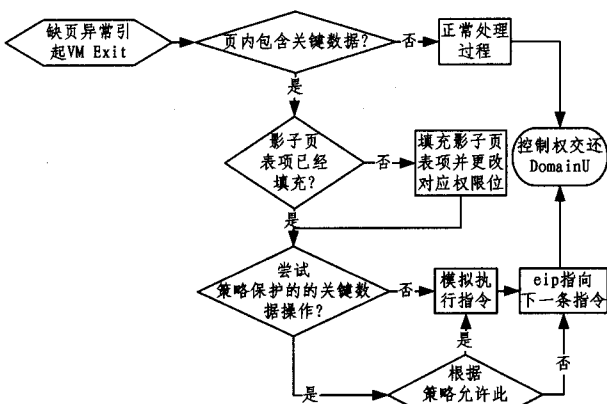 缺页异常引
起VM Exit
页内包含关键数据?
否
正常处理
过程
是
影子页
表项已经
填充?
否
填充影子页
表项并更改
对应权限位
控制权交还
DomainU
是
尝试
策略保护的的关键数
据操作?
否
模拟执
行指令
eip指向
下一条指令
是
否
是
根据
策略允许此